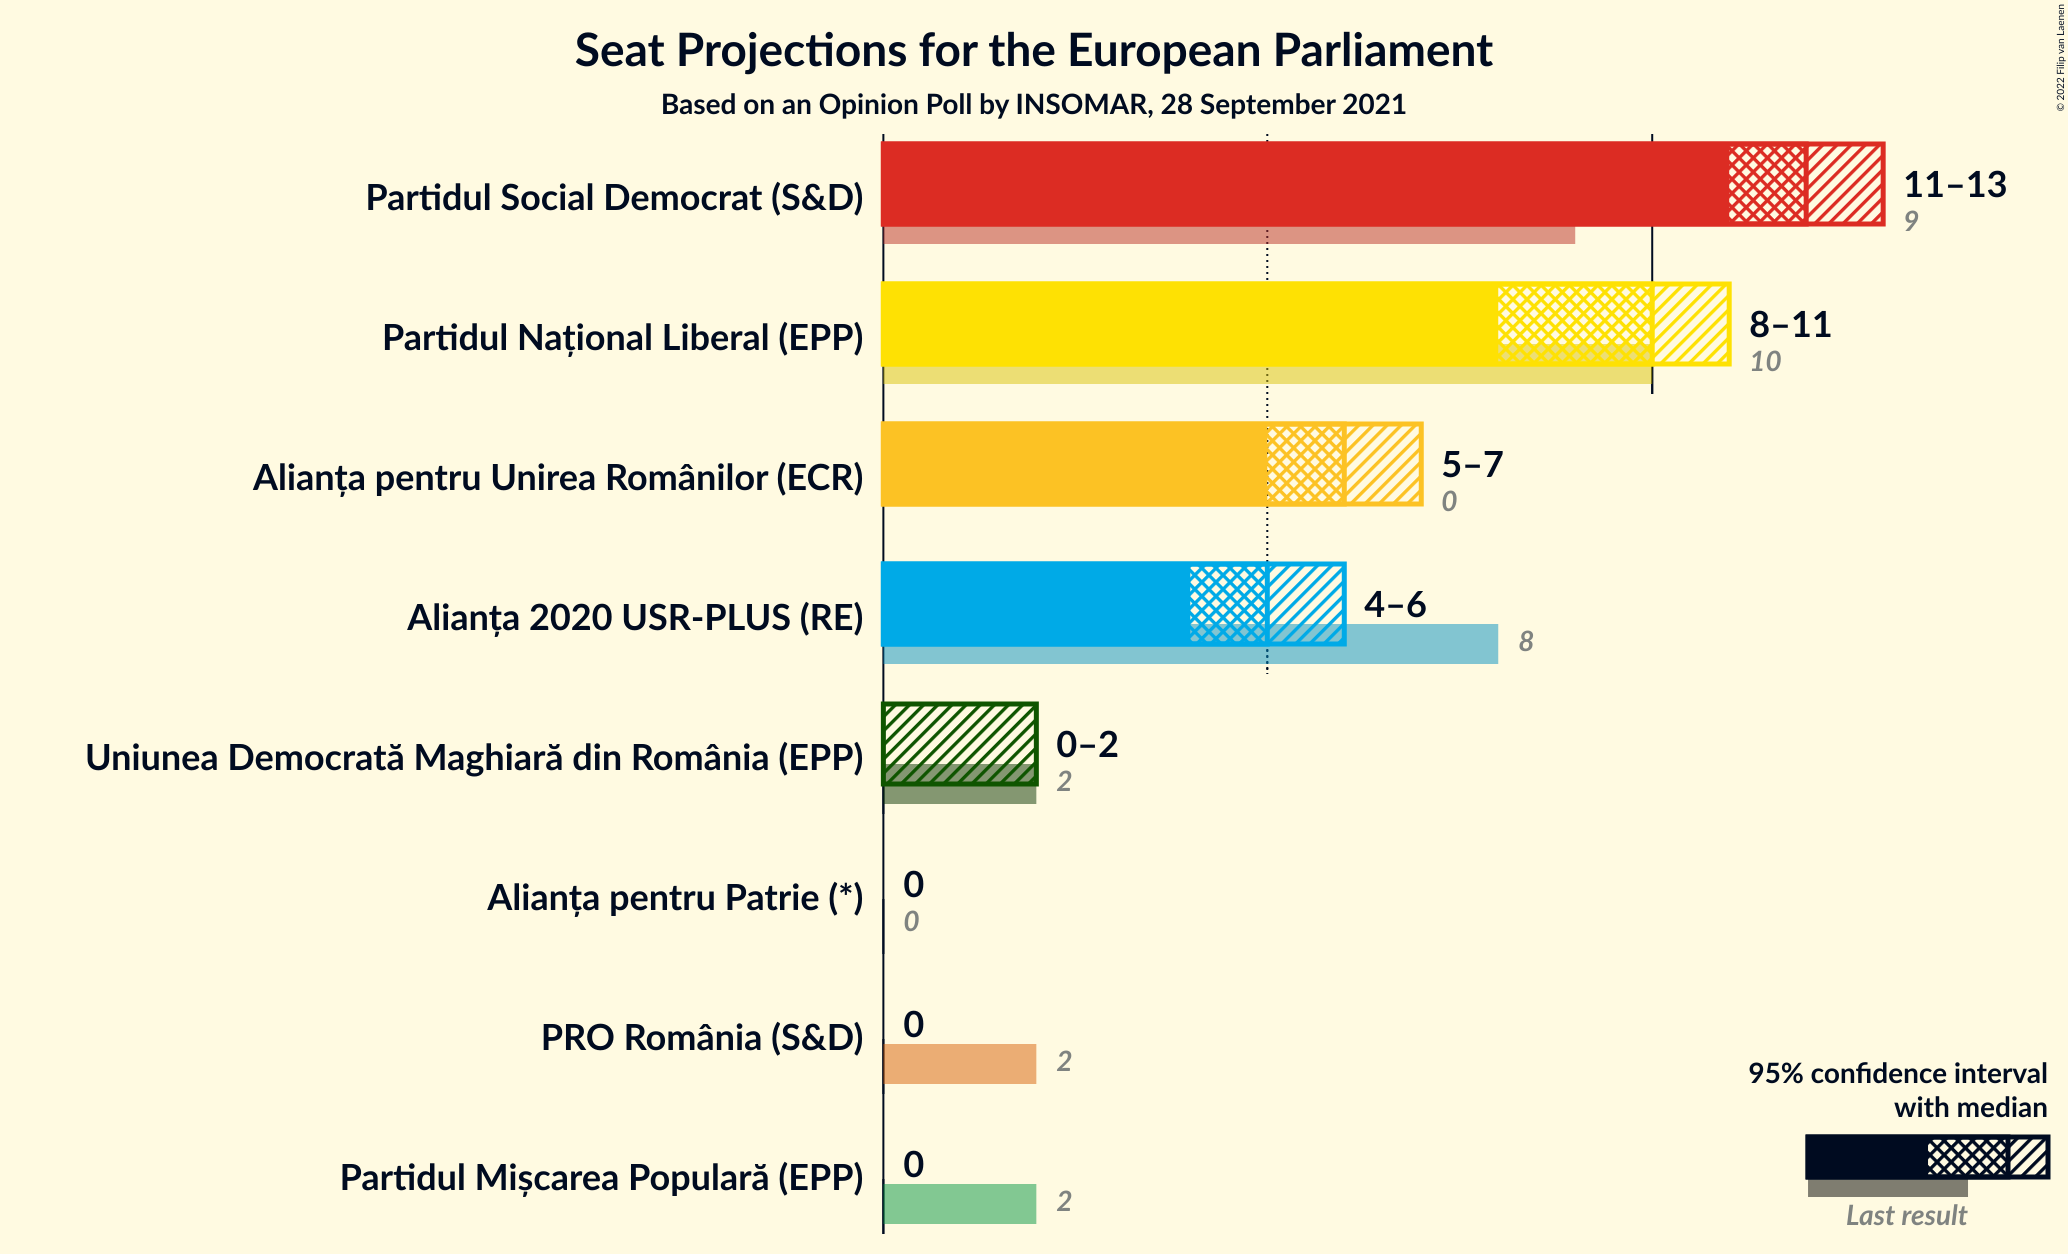 Seat Projections for the European Parliament
Based on an Opinion Poll by INSOMAR, 28 September 2021
© 2022 Filip van Laenen
Partidul Social Democrat (S&D)
11–13
9
Partidul Național Liberal (EPP)
8–11
10
Alianța pentru Unirea Românilor (ECR)
5–7
0
Alianța 2020 USR-PLUS (RE)
4–6
8
Uniunea Democrată Maghiară din România (EPP)
0–2
2
Alianța pentru Patrie (*)
0
0
PRO România (S&D)
0
2
Partidul Mișcarea Populară (EPP)
0
2
95% confidence interval
with median
Last result